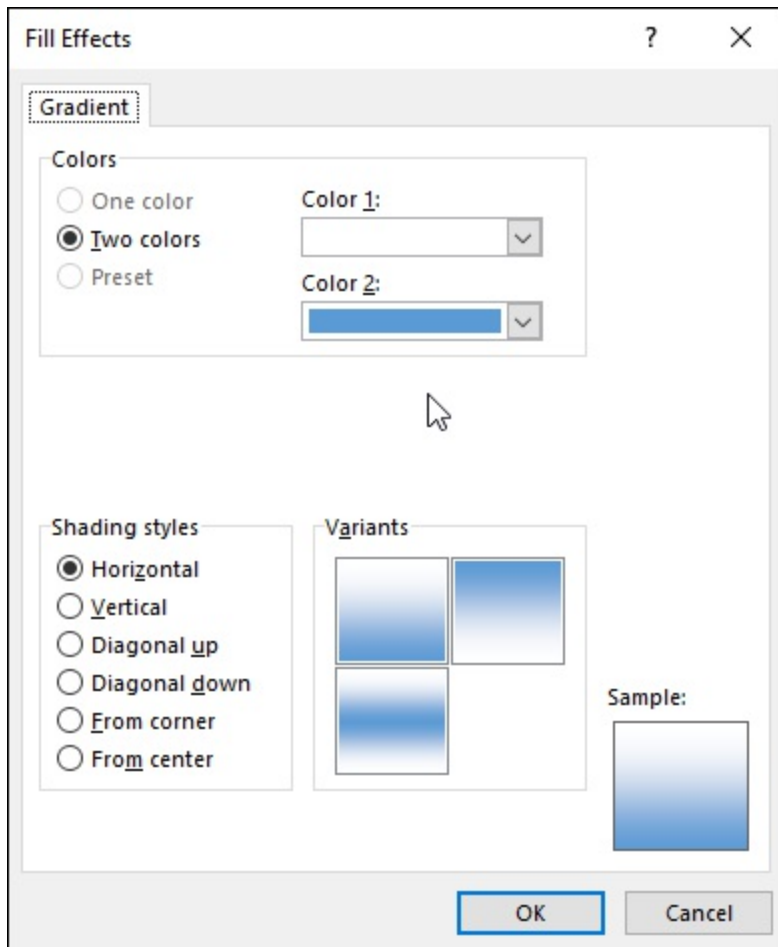 Fill Effects ?
Gradient
Colors
One color
Two colors
Preset
Color 1:
Color 2:
Shading styles
Horizontal
Vertical
Diagonal up
Diagonal down
From corner
From center
Variants
Sample:
OK
Cancel